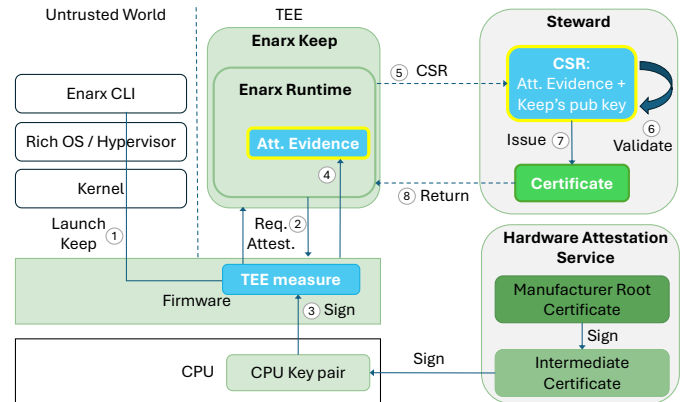 Untrusted World
TEE
Steward
Enarx Keep
Enarx Runtime
Att. Evidence
4
Enarx CLI
Rich OS / Hypervisor
Kernel
Launch
Keep
1
Req.
Attest.
2
5 CSR
CSR:
Att. Evidence +
Keep's pub key
6
Validate
Issue 7
Certificate
8 Return
TEE measure
Firmware
3 Sign
CPU
CPU Key pair
Sign
Hardware Attestation
Service
Manufacturer Root
Certificate
Sign
Intermediate
Certificate